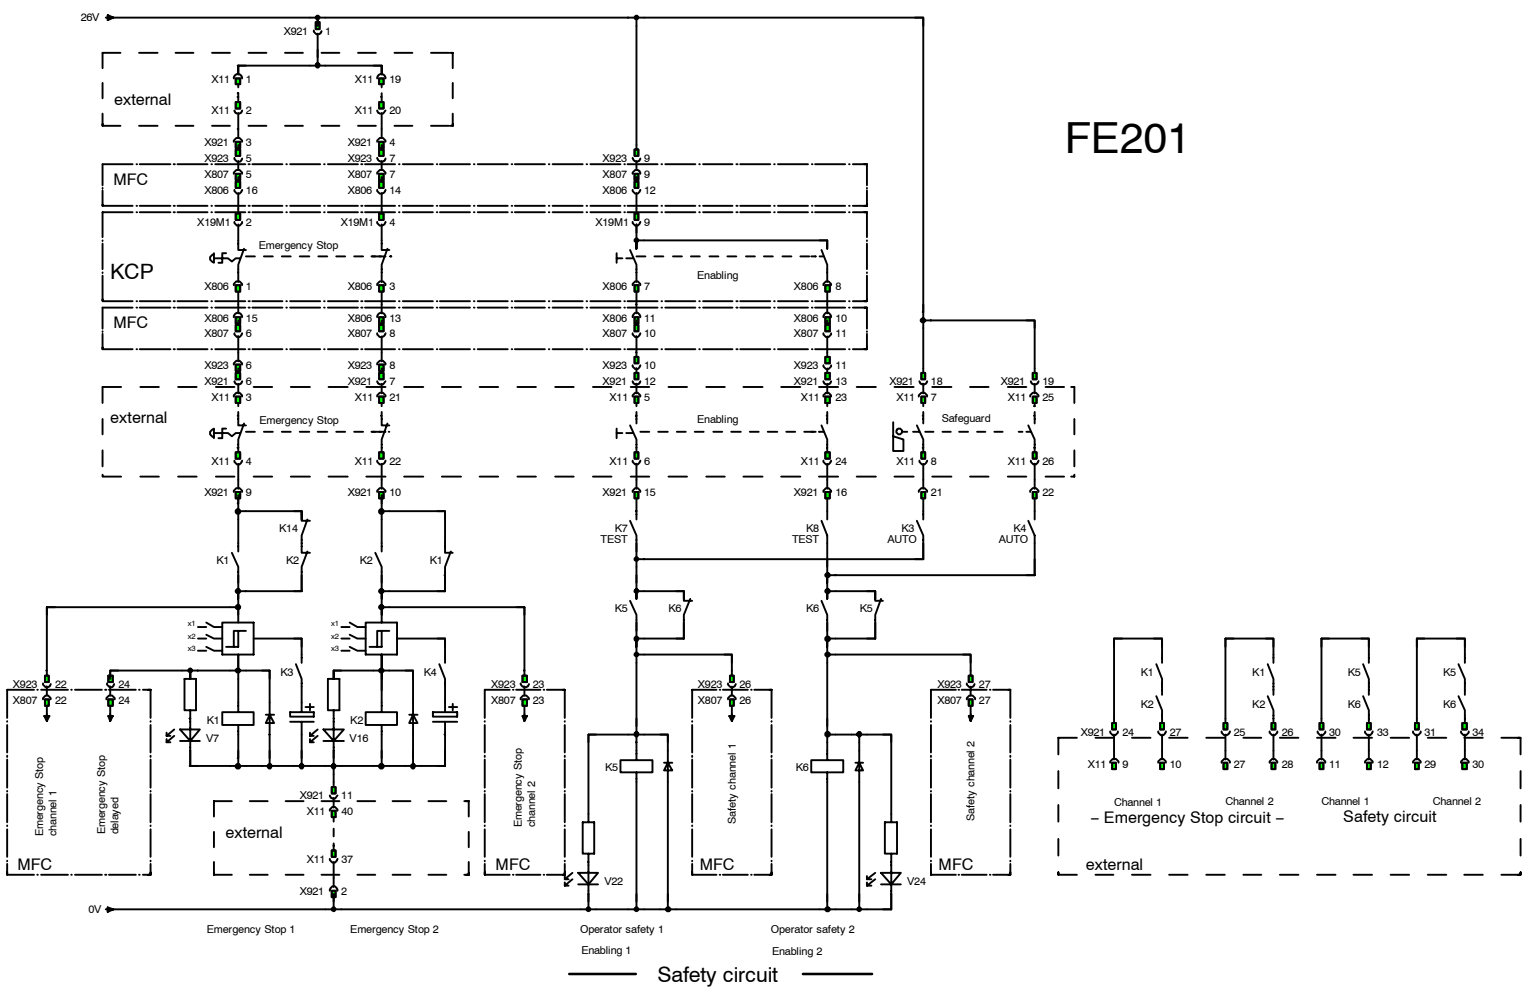 26V
X921 1
FE201
X11 1 X11 19
external
X11 2 X11 20
X921 3 X921 4
X923 5 X923 7 X923 9
MFC X807 5 X807 7 X807 9
X806 16 X806 14 X806 12
X19M1 2 X19M1 4 X19M1 9
Emergency Stop
KCP Enabling
X806 1 X806 3 X806 7 X806 8
MFC X806 15 X806 13 X806 11 X806 10
X807 6 X807 8 X807 10 X807 11
X923 6 X923 8 X923 10 X923 11
X921 6 X921 7 X921 12 X921 13 X921 18 X921 19
X11 3 X11 21 X11 5 X11 23 X11 7 X11 25
external Emergency Stop Enabling Safeguard
X11 4 X11 22 X11 6 X11 24 X11 8 X11 26
X921 9 X921 10 X921 15 X921 16 21 22
K14 K7 K8 K3 K4
TEST TEST AUTO AUTO
K1 K2 K2 K1
K5 K6 K6 K5
x1 x1
x2 x2
x3 x3
K3 K4
K1 K1 K5 K5
K2 K2 K6 K6
X923 22 24 X923 23 X923 26 X923 27
X807 22 24 X807 23 X807 26 X807 27
K1 + K2 +
V7 V16
X921 24 27 25 26 30 33 31 34
X11 9 10 27 28 11 12 29 30
K5 K6
Emergency Stop
channel 1
Emergency Stop
delayed
Emergency Stop
channel 2
Safety channel 1
Safety channel 2
X921 11
X11 40
external
X11 37
X921 2
Channel 1 Channel 2 Channel 1 Channel 2
– Emergency Stop circuit – Safety circuit
external
MFC MFC MFC MFC
V22 V24
0V
Emergency Stop 1 Emergency Stop 2 Operator safety 1 Operator safety 2
Enabling 1 Enabling 2
Safety circuit